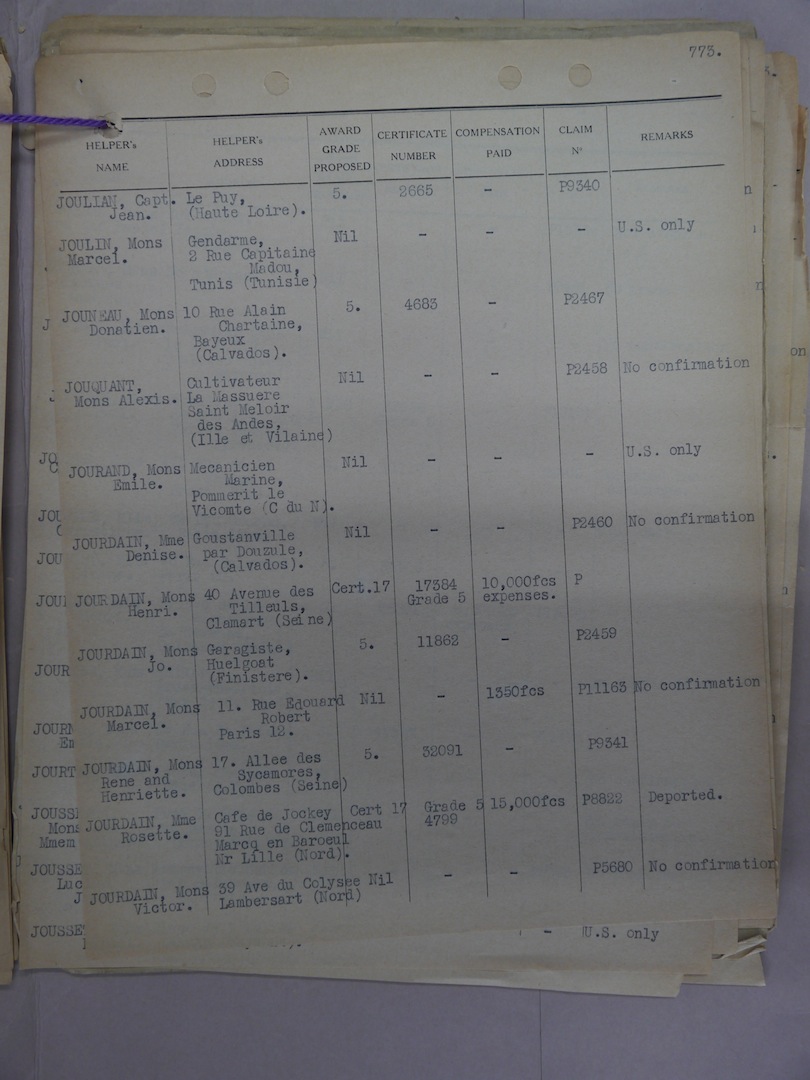 773.
HELPER's NAME | HELPER's ADDRESS | AWARD GRADE PROPOSED | CERTIFICATE NUMBER | COMPENSATION PAID | CLAIM Nº | REMARKS
JOULIAN, Capt. Le Puy, 5. 2665 - P9340
Jean. (Haute Loire).
JOULIN, Mons Gendarme, Nil - - - U.S. only
Marcel. 2 Rue Capitaine
Madou,
Tunis (Tunisie)
JOUNEAU, Mons 10 Rue Alain 5. 4683 - P2467
Donatien. Chartaine,
Bayeux
(Calvados).
JOUQUANT, Cultivateur Nil - - P2458 No confirmation
Mons Alexis. La Massuere
Saint Meloir
des Andes,
(Ille et Vilaine)
JOURAND, Mons Mecanicien Nil - - - U.S. only
Emile. Marine,
Pommerit le
Vicomte (C du N).
JOURDAIN, Mme Goustanville Nil - - P2460 No confirmation
Denise. par Douzule,
(Calvados).
JOURDAIN, Mons 40 Avenue des Cert.17 17384 10,000fcs P
Henri. Tilleuls, Grade 5 expenses.
Clamart (Seine)
JOURDAIN, Mons Garagiste, 5. 11862 - P2459
Jo. Huelgoat
(Finistere).
JOURDAIN, Mons 11. Rue Edouard Nil - 1350fcs P11163 No confirmation
Marcel. Robert
Paris 12.
JOURDAIN, Mons 17. Allee des 5. 32091 - P9341
Rene and Sycamores,
Henriette. Colombes (Seine)
JOURDAIN, Mme Cafe de Jockey Cert 17 Grade 5 15,000fcs P8822 Deported.
Rosette. 91 Rue de Clemenceau 4799
Marcq en Baroeul
Nr Lille (Nord).
JOURDAIN, Mons 39 Ave du Colysee Nil - - P5680 No confirmation
Victor. Lambersart (Nord)
- U.S. only